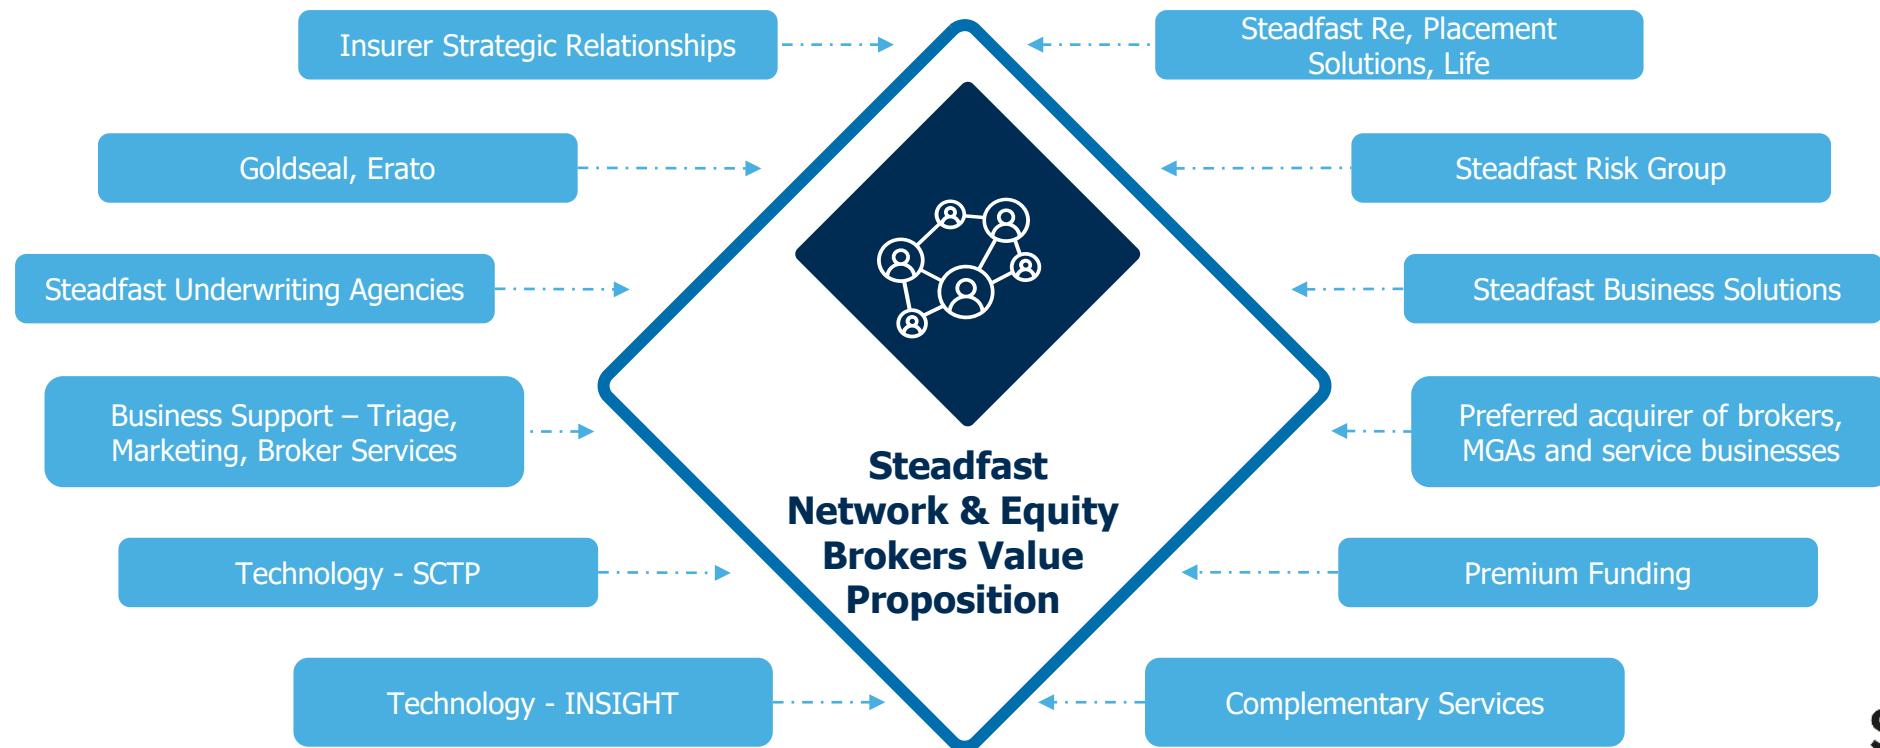 Insurer Strategic Relationships
Steadfast Re, Placement
Solutions, Life
Goldseal, Erato
Steadfast Risk Group
Steadfast Underwriting Agencies
Steadfast Business Solutions
Business Support – Triage,
Marketing, Broker Services
Preferred acquirer of brokers,
MGAs and service businesses
Steadfast
Network & Equity
Brokers Value
Proposition
Technology - SCTP
Premium Funding
Technology - INSIGHT
Complementary Services